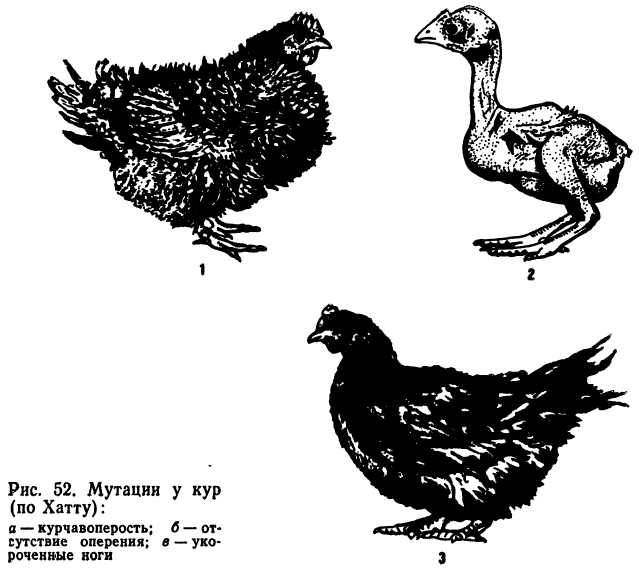 1
2
3
Рис. 52. Мутации у кур
(по Хатту):
а — курчавоперость; б — от-
сутствие оперения; в — уко-
роченные ноги